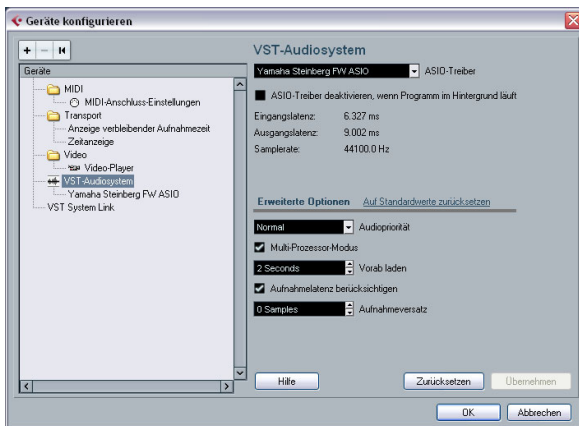 Geräte konfigurieren
Geräte
MIDI
MIDI-Anschluss-Einstellungen
Transport
Anzeige verbleibender Aufnahmezeit
Zeitanzeige
Video
Video-Player
VST-Audiosystem
Yamaha Steinberg FW ASIO
VST System Link
VST-Audiosystem
Yamaha Steinberg FW ASIO ASIO-Treiber
ASIO-Treiber deaktivieren, wenn Programm im Hintergrund läuft
Eingangslatenz: 6.327 ms
Ausgangslatenz: 9.002 ms
Samplerate: 44100.0 Hz
Erweiterte Optionen Auf Standardwerte zurücksetzen
Normal Audiopriorität
Multi-Prozessor-Modus
2 Seconds Vorab laden
Aufnahmelatenz berücksichtigen
0 Samples Aufnahmeversatz
Hilfe Zurücksetzen Übernehmen
OK Abbrechen